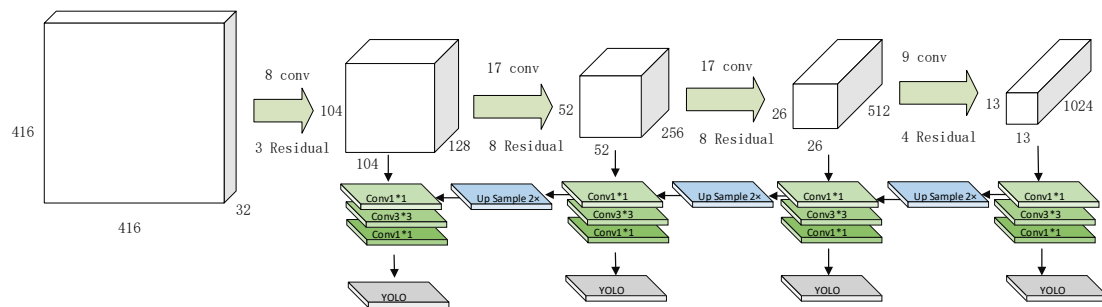 416
416
32
8 conv
3 Residual
104
104
128
17 conv
8 Residual
52
52
256
17 conv
8 Residual
26
26
512
9 conv
4 Residual
13
13
1024
Conv1*1
Conv3*3
Conv1*1
YOLO
Up Sample 2×
Conv1*1
Conv3*3
Conv1*1
YOLO
Up Sample 2×
Conv1*1
Conv3*3
Conv1*1
YOLO
Up Sample 2×
Conv1*1
Conv3*3
Conv1*1
YOLO